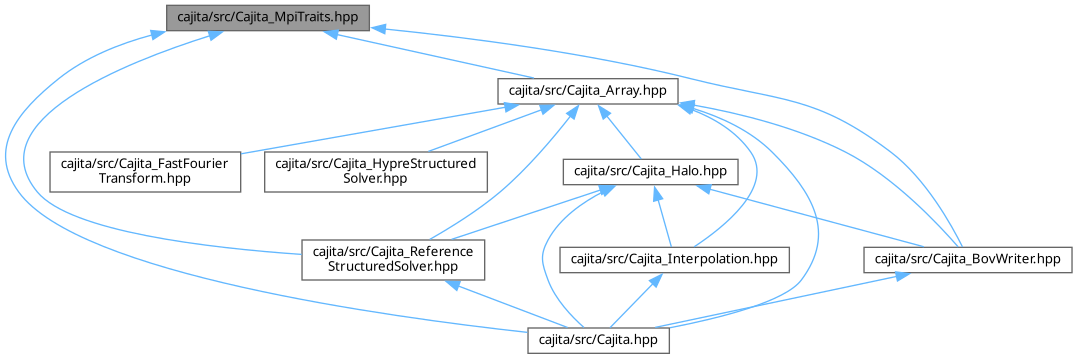 cajita/src/Cajita_MpiTraits.hpp
cajita/src/Cajita_Array.hpp
cajita/src/Cajita_FastFourier
Transform.hpp
cajita/src/Cajita_HypreStructured
Solver.hpp
cajita/src/Cajita_Halo.hpp
cajita/src/Cajita_Reference
StructuredSolver.hpp
cajita/src/Cajita_Interpolation.hpp
cajita/src/Cajita_BovWriter.hpp
cajita/src/Cajita.hpp